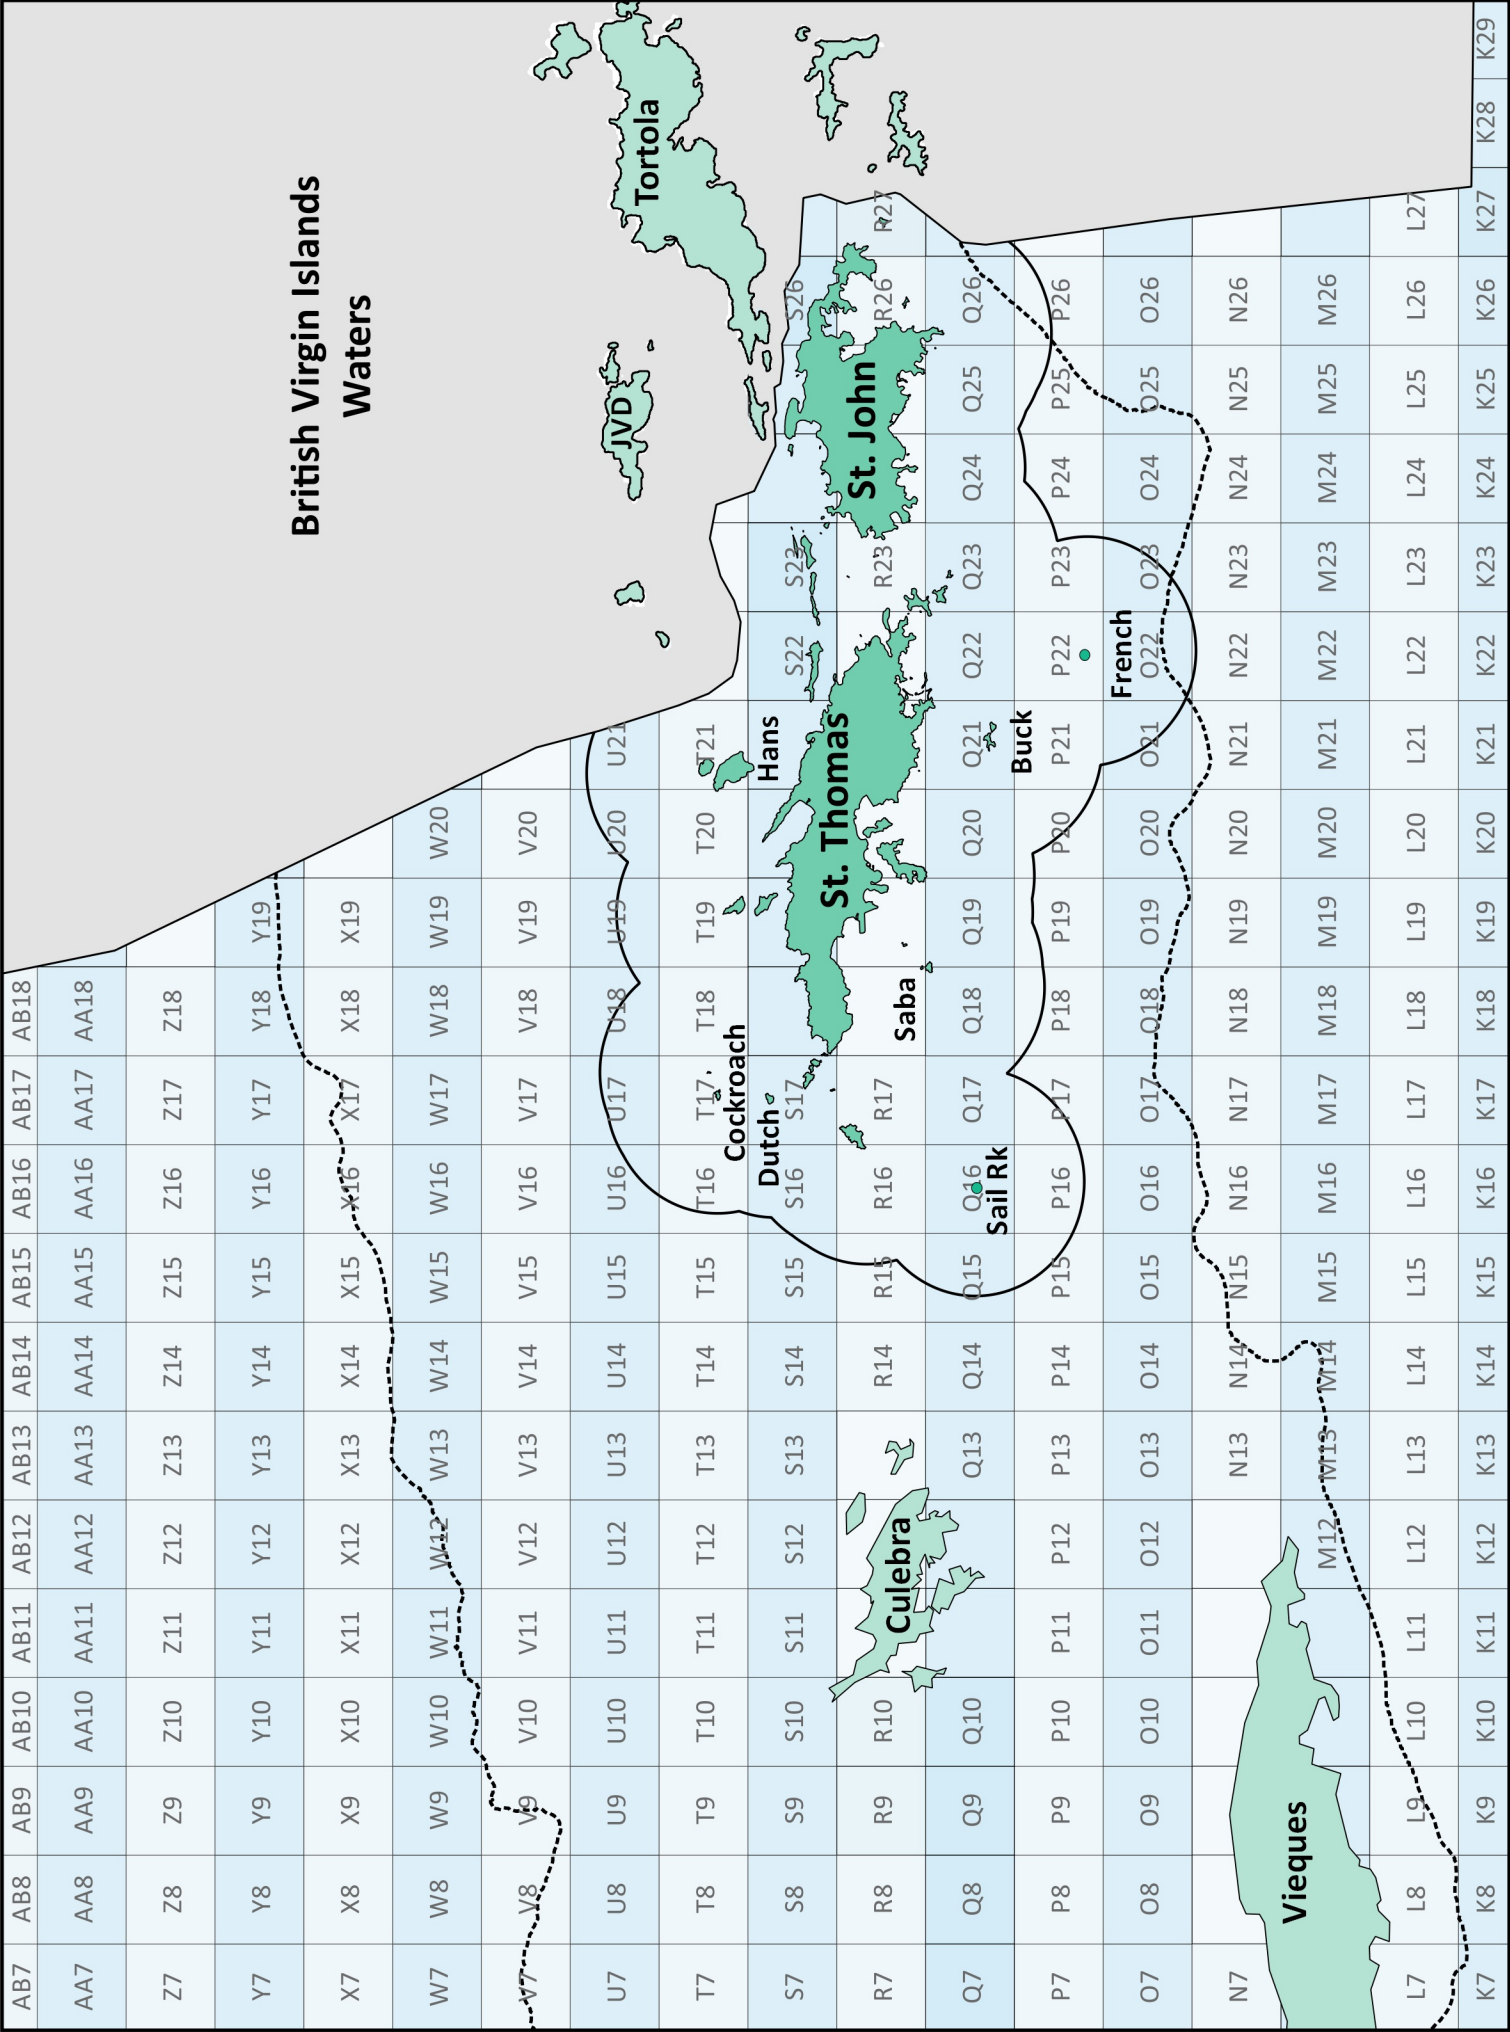 AB7 AB8 AB9 AB10 AB11 AB12 AB13 AB14 AB15 AB16 AB17 AB18
AA7 AA8 AA9 AA10 AA11 AA12 AA13 AA14 AA15 AA16 AA17 AA18
Z7 Z8 Z9 Z10 Z11 Z12 Z13 Z14 Z15 Z16 Z17 Z18
Y7 Y8 Y9 Y10 Y11 Y12 Y13 Y14 Y15 Y16 Y17 Y18 Y19
British Virgin Islands
Waters
X7 X8 X9 X10 X11 X12 X13 X14 X15 X16 X17 X18 X19
W7 W8 W9 W10 W11 W12 W13 W14 W15 W16 W17 W18 W19 W20
V7 V8 V9 V10 V11 V12 V13 V14 V15 V16 V17 V18 V19 V20
U7 U8 U9 U10 U11 U12 U13 U14 U15 U16 U17 U18 U19 U20 U21
JVD
Tortola
T7 T8 T9 T10 T11 T12 T13 T14 T15 T16 T17 T18 T19 T20 T21
Cockroach
Dutch
Hans
S7 S8 S9 S10 S11 S12 S13 S14 S15 S16 S17 S22 S23 S26
St. Thomas
St. John
R7 R8 R9 R10 R14 R15 R16 R17 R23 R26 R27
Culebra
Saba
Q7 Q8 Q9 Q10 Q13 Q14 Q15 Q16 Q17 Q18 Q19 Q20 Q21 Q22 Q23 Q24 Q25 Q26
Sail Rk
Buck
P7 P8 P9 P10 P11 P12 P13 P14 P15 P16 P17 P18 P19 P20 P21 P22 P23 P24 P25 P26
French
O7 O8 O9 O10 O11 O12 O13 O14 O15 O16 O17 O18 O19 O20 O21 O22 O23 O24 O25 O26
N7 N13 N14 N15 N16 N17 N18 N19 N20 N21 N22 N23 N24 N25 N26
Vieques
M12 M13 M14 M15 M16 M17 M18 M19 M20 M21 M22 M23 M24 M25 M26
L7 L8 L9 L10 L11 L12 L13 L14 L15 L16 L17 L18 L19 L20 L21 L22 L23 L24 L25 L26 L27
K7 K8 K9 K10 K11 K12 K13 K14 K15 K16 K17 K18 K19 K20 K21 K22 K23 K24 K25 K26 K27 K28 K29